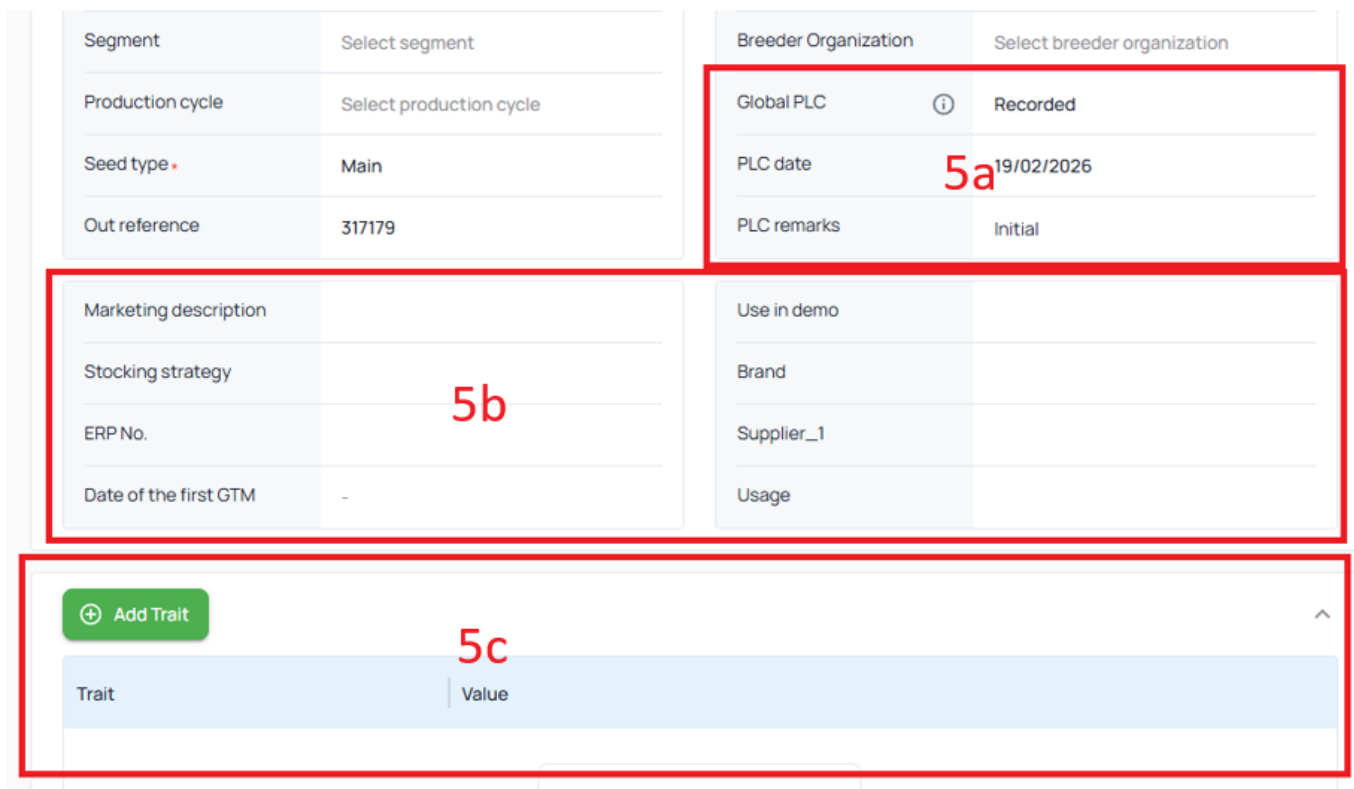 Segment Select segment Breeder Organization Select breeder organization
Production cycle Select production cycle Global PLC Recorded
Seed type * Main PLC date 5a 19/02/2026
Out reference 317179 PLC remarks Initial
Marketing description Use in demo
Stocking strategy Brand
5b
ERP No. Supplier_1
Date of the first GTM - Usage
Add Trait
5c
Trait Value